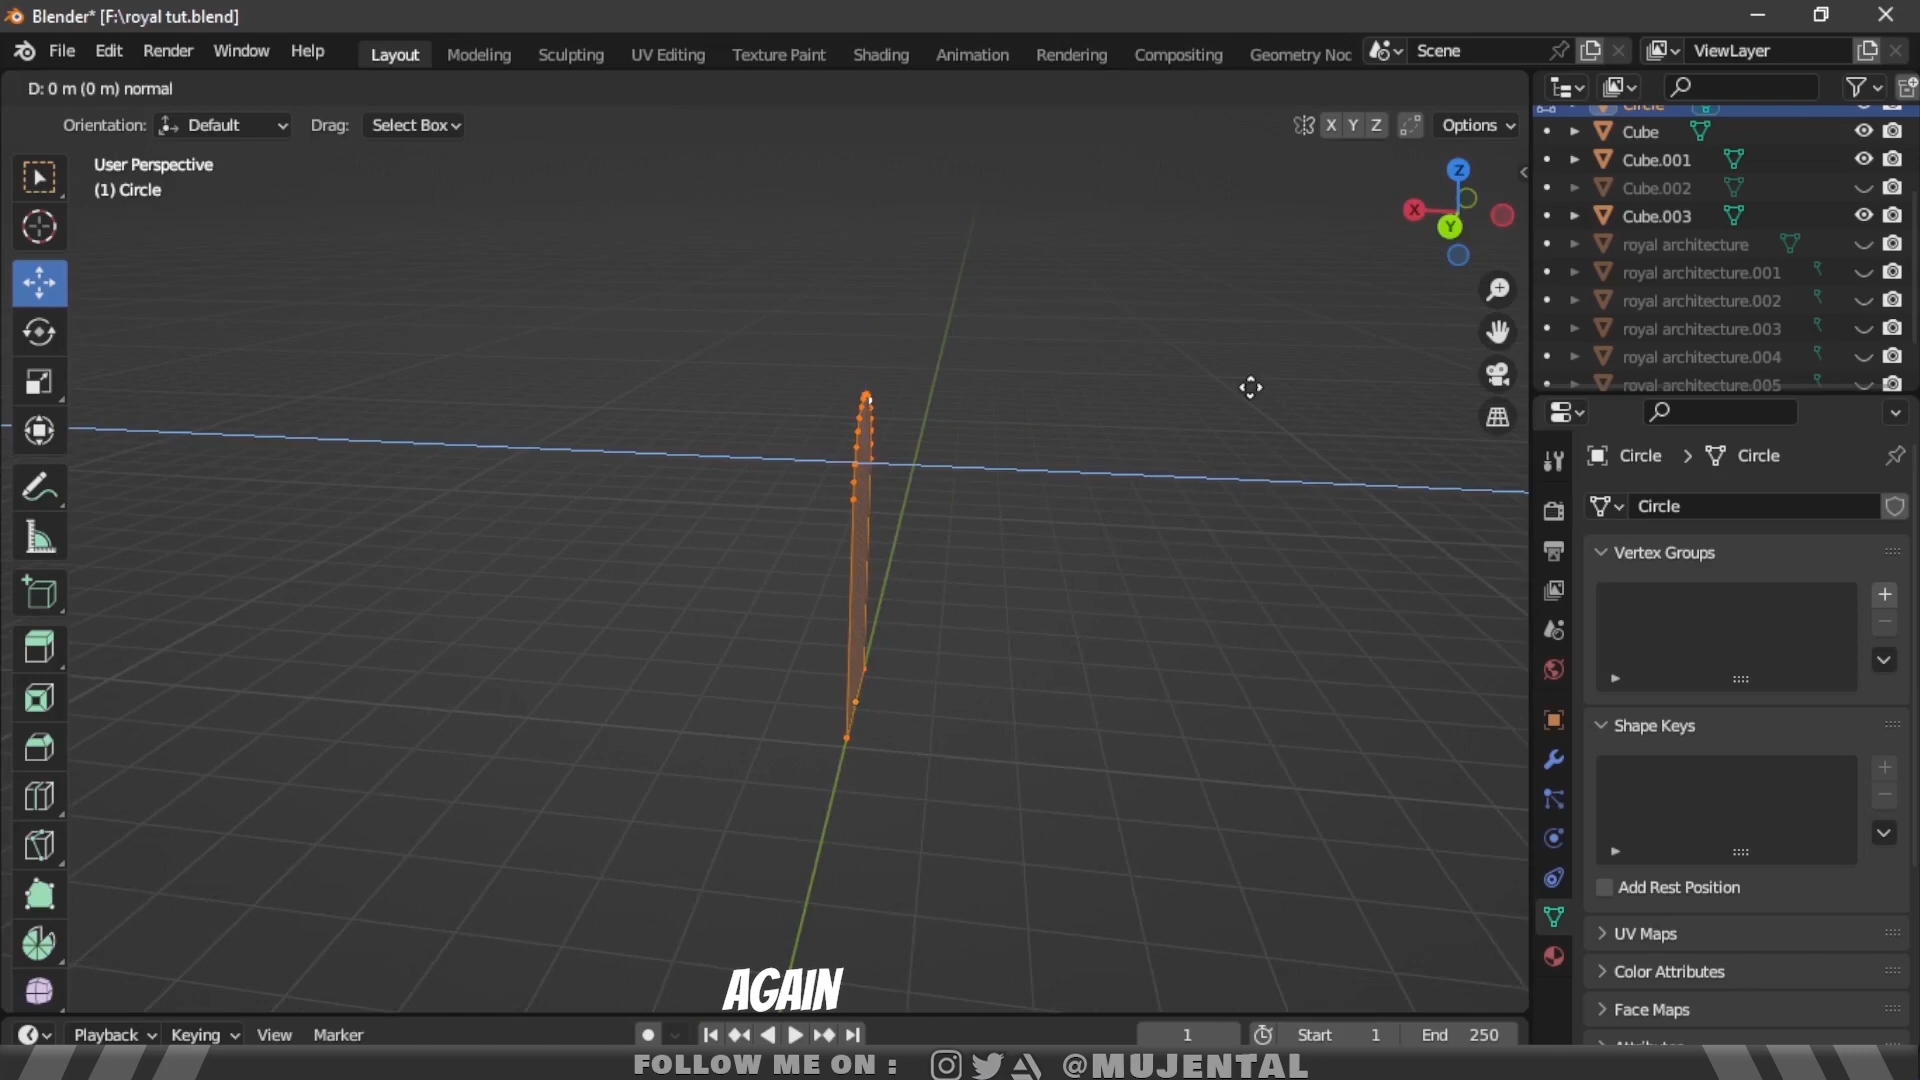 Blender* [F:\royal tut.blend]
File Edit Render Window Help Layout Modeling Sculpting UV Editing Texture Paint Shading Animation Rendering Compositing Geometry Noc Scene ViewLayer
D: 0 m (0 m) normal
Orientation: Default Drag: Select Box X Y Z Options
User Perspective
(1) Circle
Z
X
Y
Circle
Cube
Cube.001
Cube.002
Cube.003
royal architecture
royal architecture.001
royal architecture.002
royal architecture.003
royal architecture.004
royal architecture.005
Circle > Circle
Circle
Vertex Groups
Shape Keys
Add Rest Position
UV Maps
Color Attributes
Face Maps
AGAIN
Playback Keying View Marker 1 Start 1 End 250
FOLLOW ME ON : @MUJENTAL